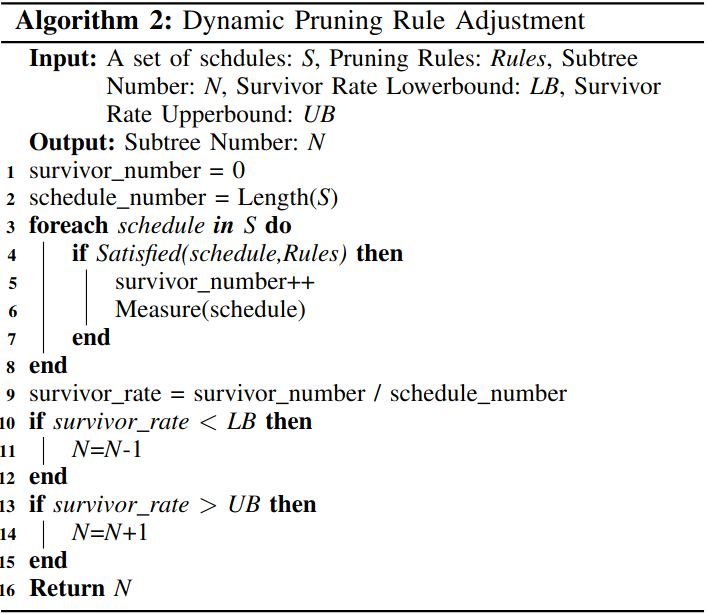 Algorithm 2: Dynamic Pruning Rule Adjustment
Input: A set of schdules: S, Pruning Rules: Rules, Subtree
Number: N, Survivor Rate Lowerbound: LB, Survivor
Rate Upperbound: UB
Output: Subtree Number: N
1 survivor_number = 0
2 schedule_number = Length(S)
3 foreach schedule in S do
4 if Satisfied(schedule,Rules) then
5 survivor_number++
6 Measure(schedule)
7 end
8 end
9 survivor_rate = survivor_number / schedule_number
10 if survivor_rate < LB then
11 N=N-1
12 end
13 if survivor_rate > UB then
14 N=N+1
15 end
16 Return N